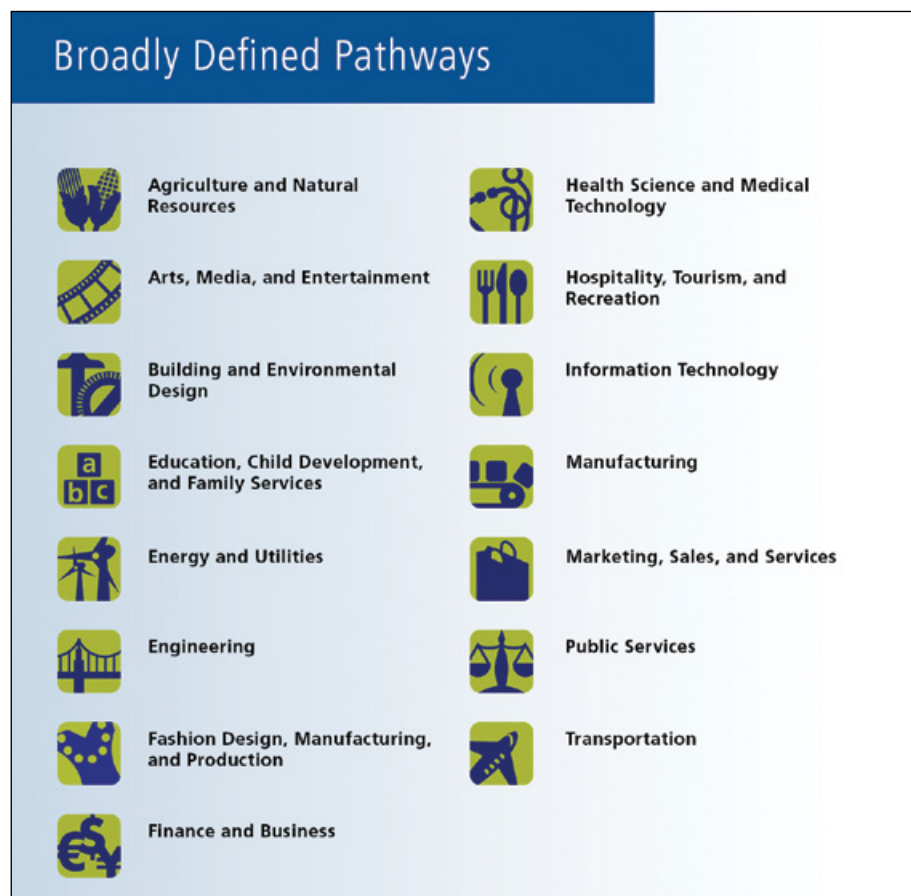 Broadly Defined Pathways
Agriculture and Natural
Resources
Arts, Media, and Entertainment
Building and Environmental
Design
a
b c
Education, Child Development,
and Family Services
Energy and Utilities
Engineering
Fashion Design, Manufacturing,
and Production
€$¥
Finance and Business
Health Science and Medical
Technology
Hospitality, Tourism, and
Recreation
Information Technology
Manufacturing
Marketing, Sales, and Services
Public Services
Transportation